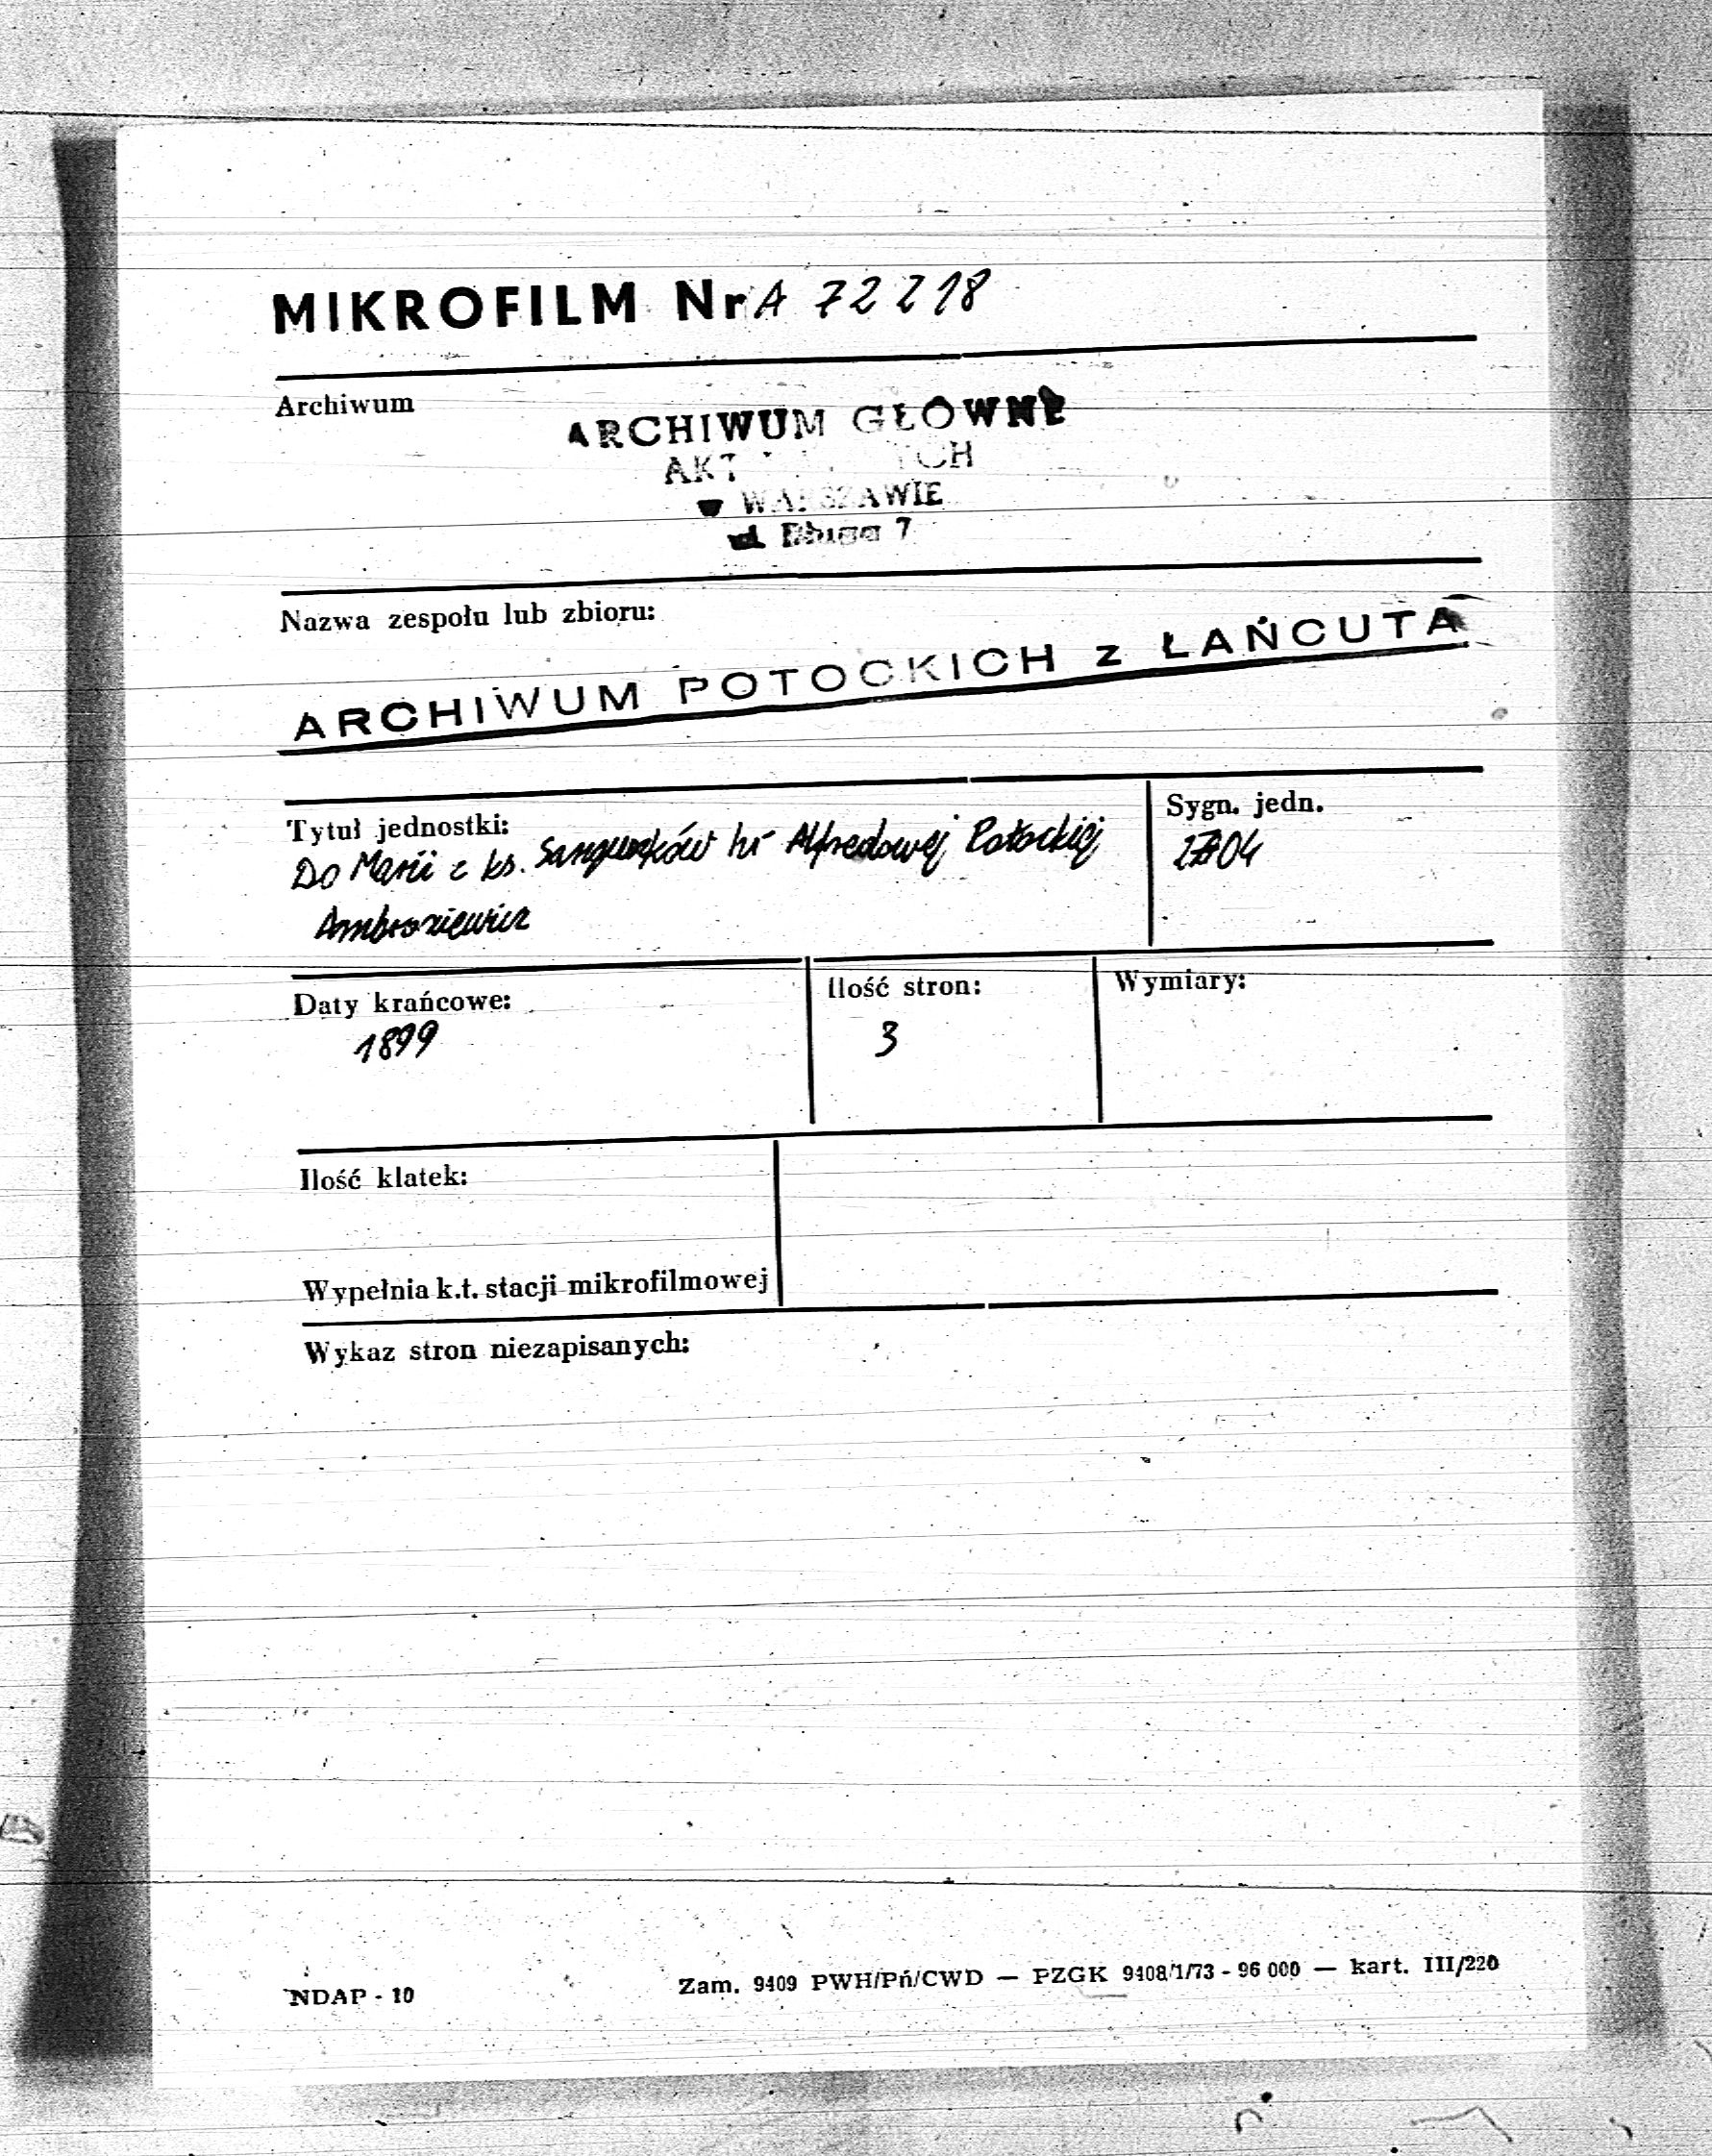 MIKROFILM Nr A 72218
Archiwum
ARCHIWUM GŁÓWNE
AKT
w WARSZAWIE
ul. Długa 7
Nazwa zespołu lub zbioru:
ARCHIWUM POTOCKICH z ŁAŃCUTA
Tytuł jednostki:
Sygn. jedn.
Do Marii z ks. Sanguszków hr Alfredowej Potockiej
Ambroziewicz
Daty krańcowe:
Ilość stron:
Wymiary:
1899
3
Ilość klatek:
Wypełnia k.t. stacji mikrofilmowej
Wykaz stron niezapisanych:
NDAP - 10
Zam. 9409 PWH/Pń/CWD — PZGK 9408/1/73 - 96 000 — kart. III/220